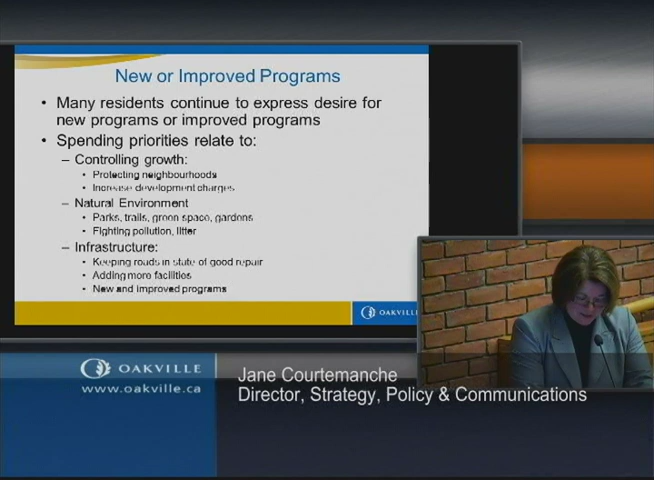 New or Improved Programs
• Many residents continue to express desire for
new programs or improved programs
• Spending priorities relate to:
– Controlling growth:
• Protecting neighbourhoods
• Increase development charges
– Natural Environment
• Parks, trails, green space, gardens
• Fighting pollution, litter
– Infrastructure:
• Keeping roads in state of good repair
• Adding more facilities
• New and improved programs
OAKVILLE
OAKVILLE
www.oakville.ca
Jane Courtemanche
Director, Strategy, Policy & Communications